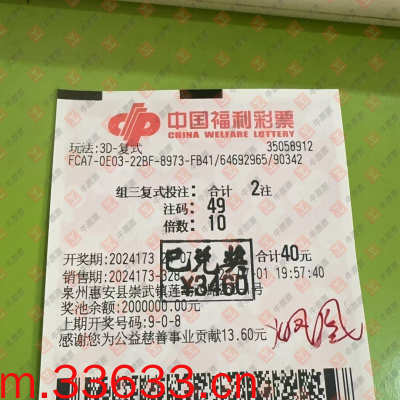 中国福利彩票
CHINA WELFARE LOTTERY
玩法:3D-复式 35058912
FCA7-0E03-22BF-8973-FB41/64692965/90342
组三复式投注: 合计 2注
注码: 49
倍数: 10
开奖期:2024173 合计40元
已兑奖
销售期:2024173-328 01 19:57:40
¥3460
泉州惠安县崇武镇莲 号
奖池余额:2000000.00元
上期开奖号码:9-0-8
感谢您为公益慈善事业贡献13.60元
m.33633.cn